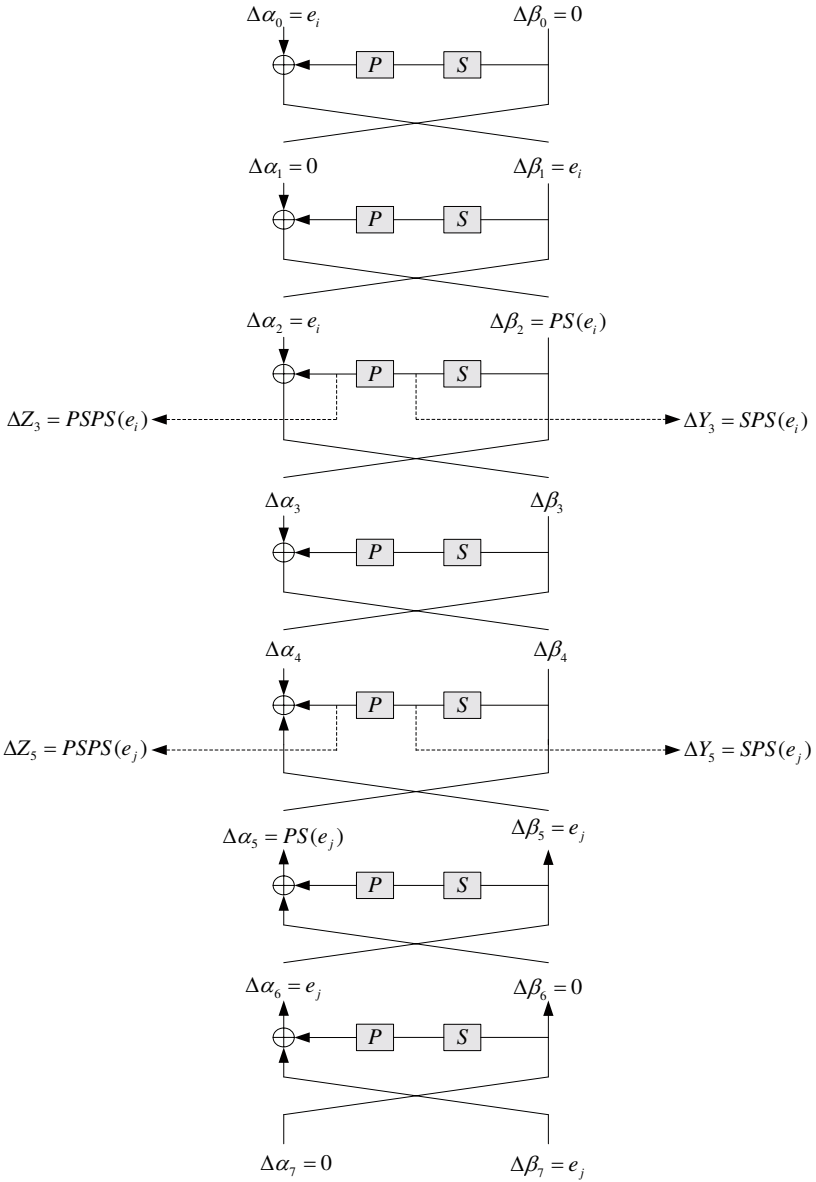 Δα₀ = eᵢ Δβ₀ = 0
P S
Δα₁ = 0 Δβ₁ = eᵢ
P S
Δα₂ = eᵢ Δβ₂ = PS(eᵢ)
P S
ΔZ₃ = PSPS(eᵢ) ΔY₃ = SPS(eᵢ)
Δα₃ Δβ₃
P S
Δα₄ Δβ₄
P S
ΔZ₅ = PSPS(eⱼ) ΔY₅ = SPS(eⱼ)
Δα₅ = PS(eⱼ) Δβ₅ = eⱼ
P S
Δα₆ = eⱼ Δβ₆ = 0
P S
Δα₇ = 0 Δβ₇ = eⱼ